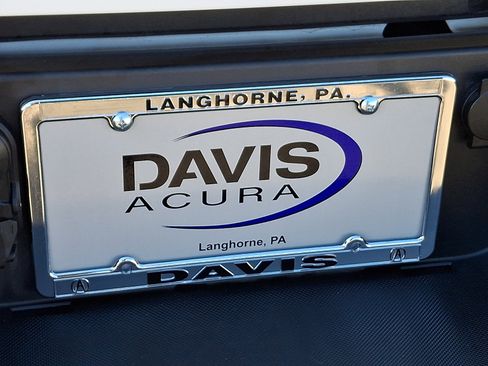 LANGHORNE, PA.
DAVIS
ACURA
Langhorne, PA
DAVIS